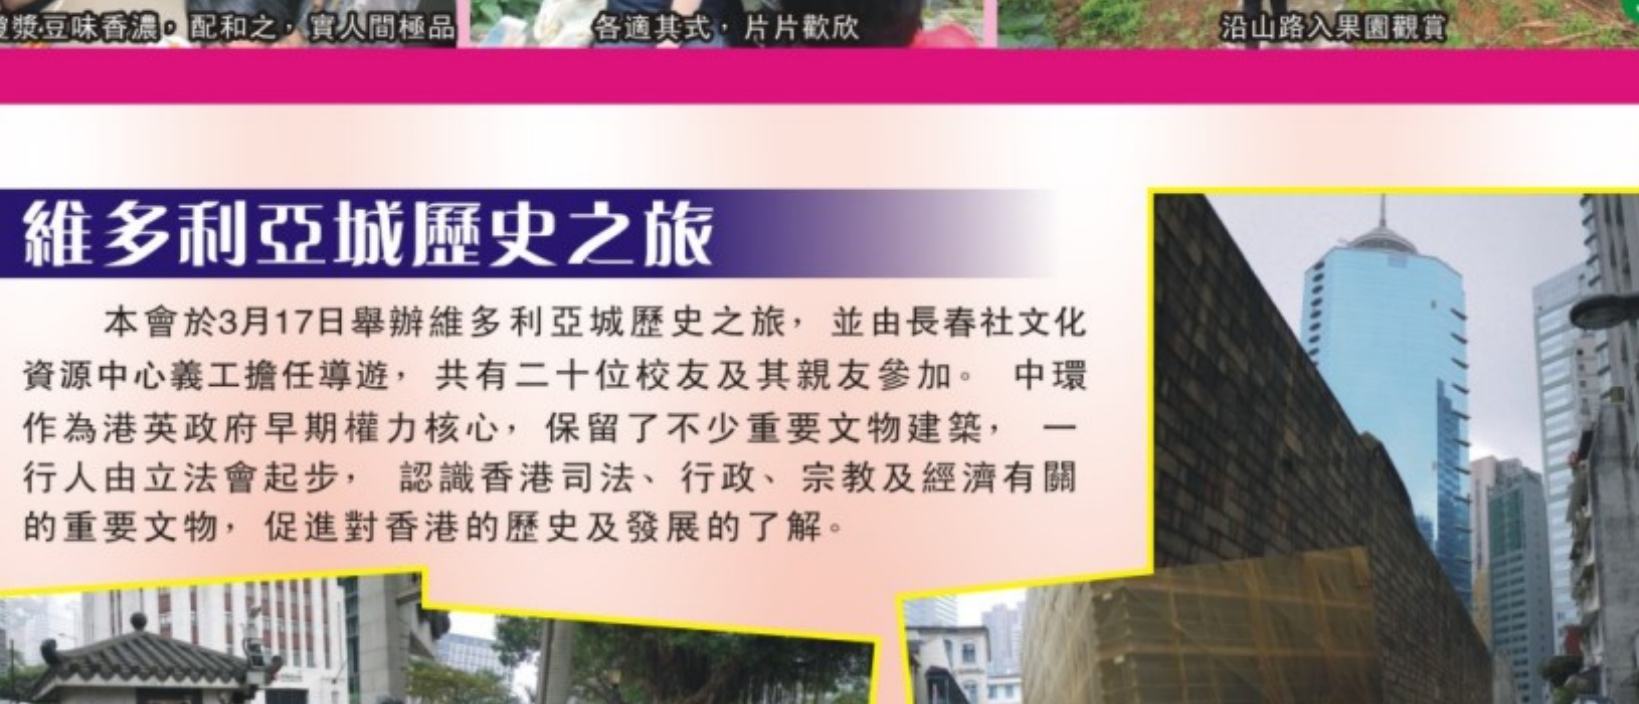 漿豆味香濃，配和之，實人間極品
各適其式，片片歡欣
沿山路入果園觀賞
維多利亞城歷史之旅
本會於3月17日舉辦維多利亞城歷史之旅，並由長春社文化
資源中心義工擔任導遊，共有二十位校友及其親友參加。 中環
作為港英政府早期權力核心，保留了不少重要文物建築， 一
行人由立法會起步， 認識香港司法、行政、宗教及經濟有關
的重要文物，促進對香港的歷史及發展的了解。